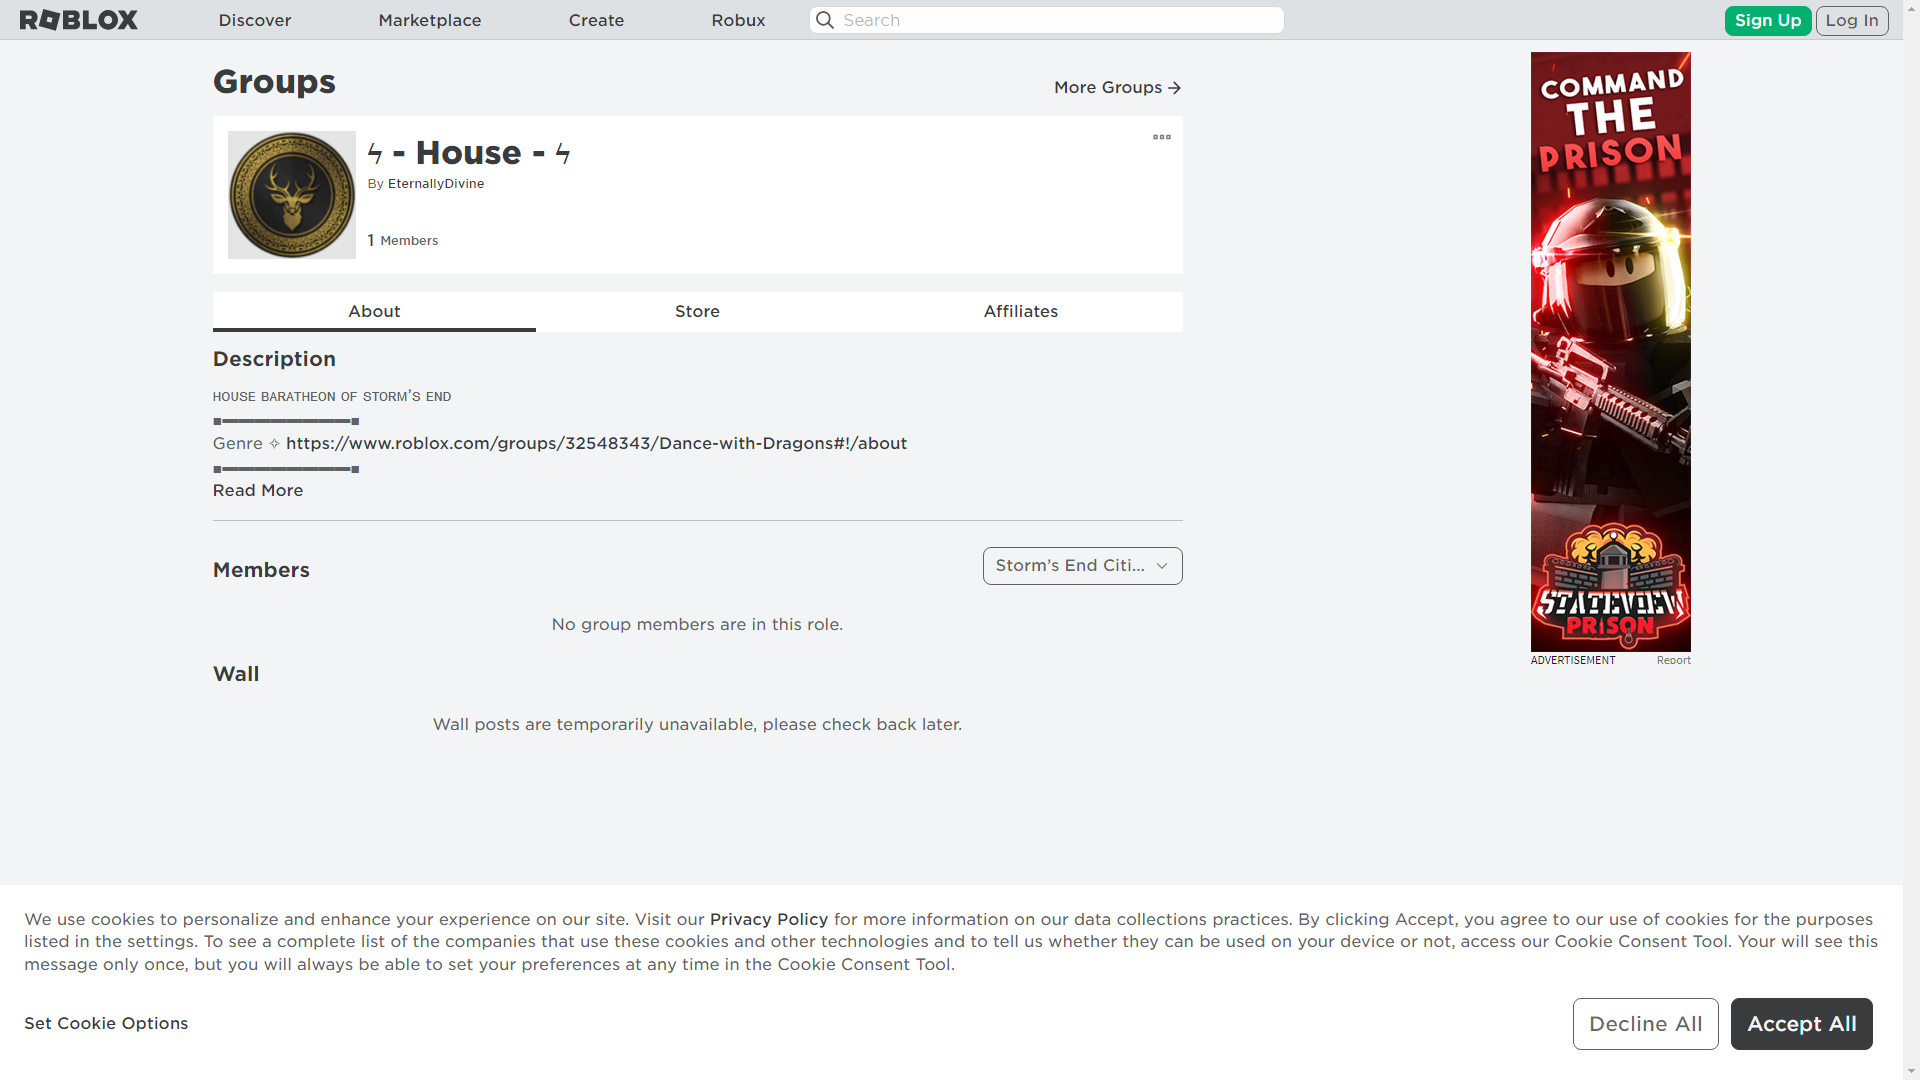 ROBLOX
Discover
Marketplace
Create
Robux
Search
Sign Up
Log In
Groups
More Groups
ϟ - House - ϟ
By EternallyDivine
1 Members
About
Store
Affiliates
Description
ʜᴏᴜsᴇ ʙᴀʀᴀᴛʜᴇᴏɴ ᴏғ sᴛᴏʀᴍ’s ᴇɴᴅ
Genre ✧ https://www.roblox.com/groups/32548343/Dance-with-Dragons#!/about
Read More
Members
Storm’s End Citi...
No group members are in this role.
Wall
Wall posts are temporarily unavailable, please check back later.
COMMAND
THE
PRISON
STATEVIEW
PRISON
ADVERTISEMENT
Report
We use cookies to personalize and enhance your experience on our site. Visit our Privacy Policy for more information on our data collections practices. By clicking Accept, you agree to our use of cookies for the purposes
listed in the settings. To see a complete list of the companies that use these cookies and other technologies and to tell us whether they can be used on your device or not, access our Cookie Consent Tool. Your will see this
message only once, but you will always be able to set your preferences at any time in the Cookie Consent Tool.
Set Cookie Options
Decline All
Accept All